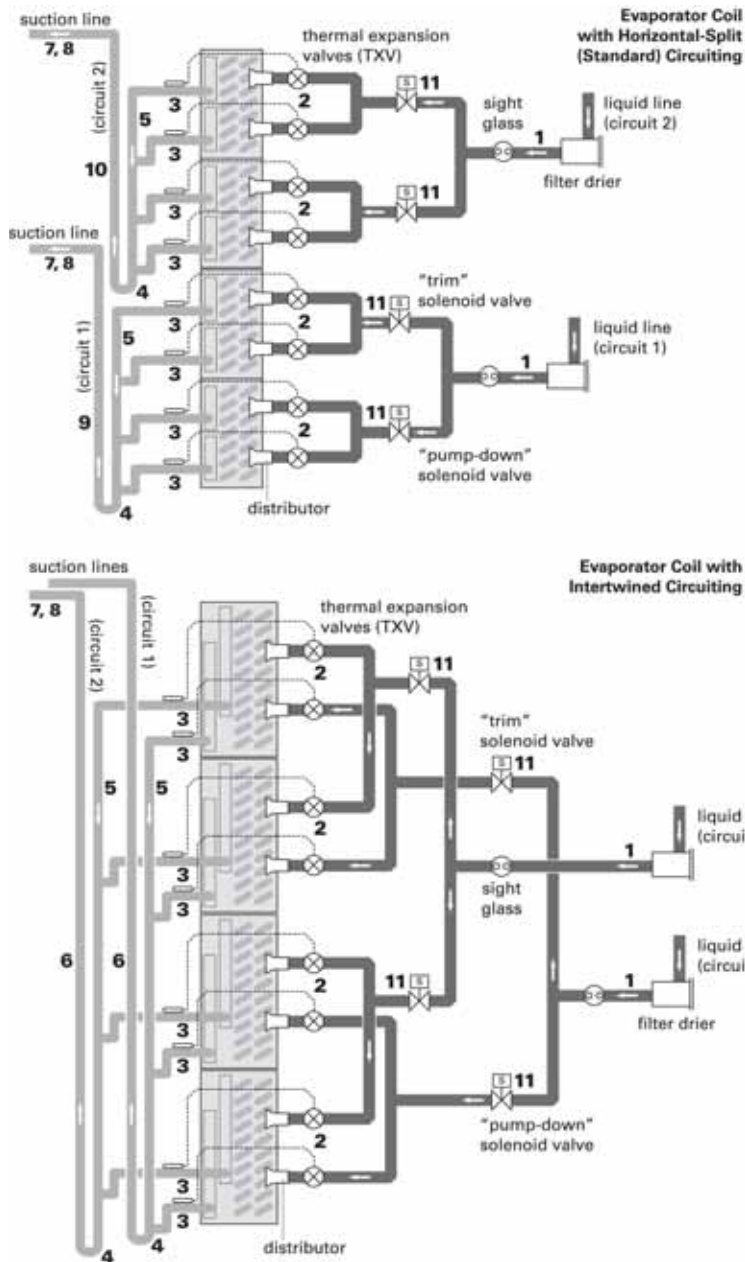 suction line
7, 8
(circuit 2)
5
10
3
3
3
3
4
thermal expansion
valves (TXV)
2
2
S
11
S
11
sight
glass
1
liquid line
(circuit 2)
filter drier
Evaporator Coil
with Horizontal-Split
(Standard) Circuiting
suction line
7, 8
(circuit 1)
5
9
3
3
3
3
4
2
2
11
S
"trim"
solenoid valve
11
S
"pump-down"
solenoid valve
1
liquid line
(circuit 1)
distributor
Evaporator Coil with
Intertwined Circuiting
suction lines
7, 8
(circuit 2)
(circuit 1)
thermal expansion
valves (TXV)
2
S
11
3
3
"trim"
solenoid valve
S
11
5
5
2
3
3
sight
glass
1
liquid
(circui
6
6
2
11
S
3
3
1
liquid
(circui
filter drier
S
11
"pump-down"
solenoid valve
2
3
3
4
4
distributor